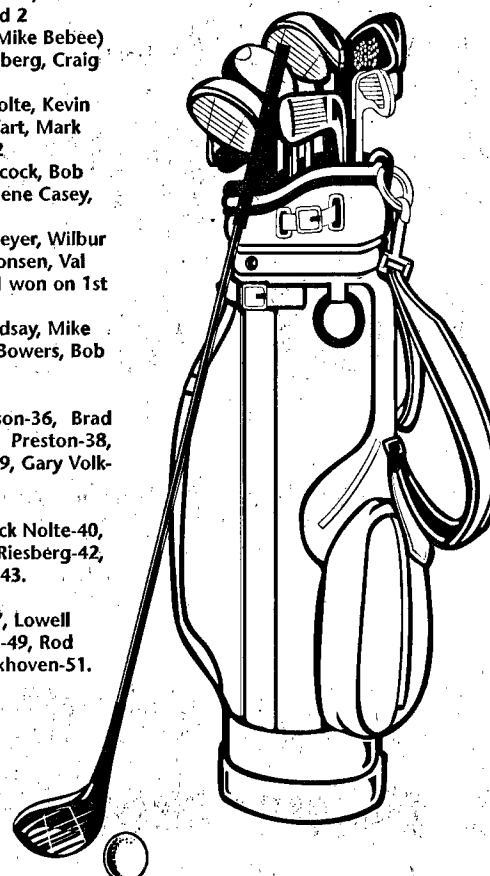 d 2
Mike Bebee)
berg, Craig
olte, Kevin
art, Mark
2
cock, Bob
ene Casey,
eyer, Wilbur
onsen, Val
l won on 1st
dsay, Mike
Bowers, Bob
son-36, Brad
Preston-38,
9, Gary Volk-
ck Nolte-40,
Riesberg-42,
43.
7, Lowell
-49, Rod
khoven-51.